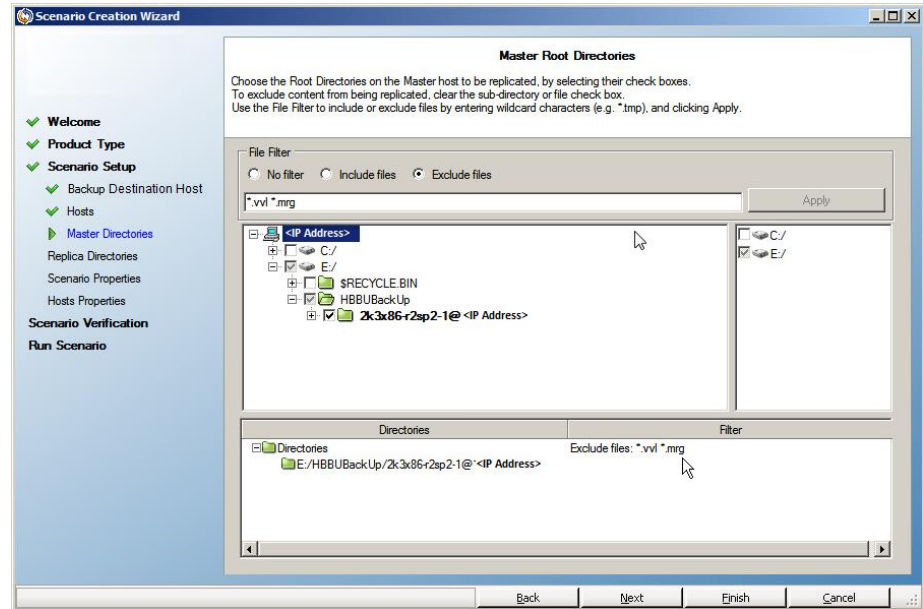 Scenario Creation Wizard
Master Root Directories
Choose the Root Directories on the Master host to be replicated, by selecting their check boxes.
To exclude content from being replicated, clear the sub-directory or file check box.
Use the File Filter to include or exclude files by entering wildcard characters (e.g. *.tmp), and clicking Apply.
Welcome
Product Type
Scenario Setup
Backup Destination Host
Hosts
Master Directories
Replica Directories
Scenario Properties
Hosts Properties
Scenario Verification
Run Scenario
File Filter
No filter Include files Exclude files
*.vvl *.mrg
Apply
<IP Address>
C:/
E:/
$RECYCLE.BIN
HBBUBackUp
2k3x86-r2sp2-1@<IP Address>
C:/
E:/
Directories Filter
Directories Exclude files: *.vvl *.mrg
E:/HBBUBackUp/2k3x86-r2sp2-1@<IP Address>
Back Next Finish Cancel